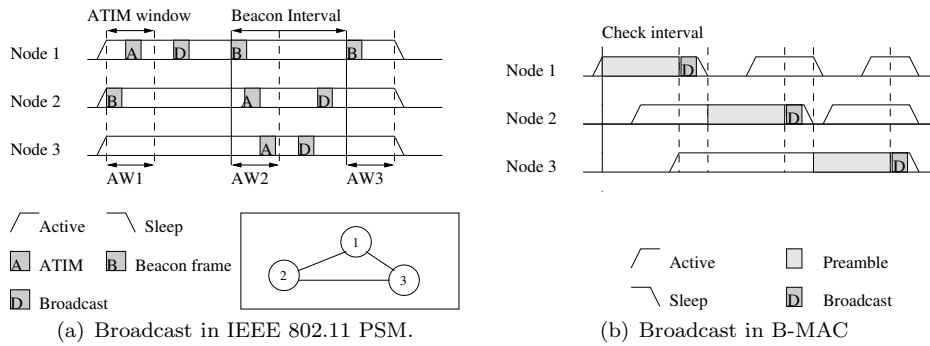 ATIM window
Beacon Interval
Node 1
A
D
B
B
Node 2
B
A
D
Node 3
A
D
AW1
AW2
AW3
Active
Sleep
A ATIM
B Beacon frame
D Broadcast
1
2
3
(a) Broadcast in IEEE 802.11 PSM.
Check interval
Node 1
D
Node 2
D
Node 3
D
Active
Preamble
Sleep
D Broadcast
(b) Broadcast in B-MAC